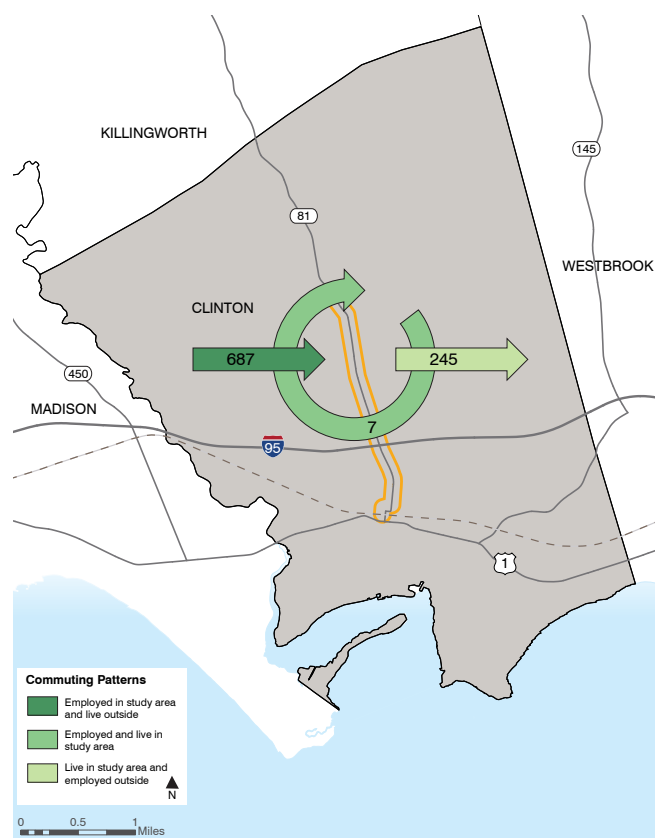 KILLINGWORTH
145
81
WESTBROOK
CLINTON
687
245
450
MADISON
7
95
1
Commuting Patterns
Employed in study area
and live outside
Employed and live in
study area
Live in study area and
employed outside
N
0 0.5 1
Miles